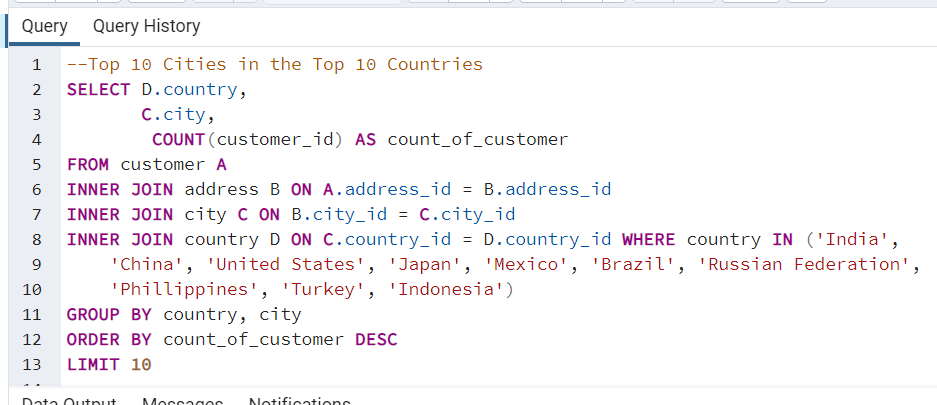 Query Query History
1 --Top 10 Cities in the Top 10 Countries
2 SELECT D.country,
3 C.city,
4 COUNT(customer_id) AS count_of_customer
5 FROM customer A
6 INNER JOIN address B ON A.address_id = B.address_id
7 INNER JOIN city C ON B.city_id = C.city_id
8 INNER JOIN country D ON C.country_id = D.country_id WHERE country IN ('India',
9 'China', 'United States', 'Japan', 'Mexico', 'Brazil', 'Russian Federation',
10 'Phillippines', 'Turkey', 'Indonesia')
11 GROUP BY country, city
12 ORDER BY count_of_customer DESC
13 LIMIT 10
Data Output Messages Notifications